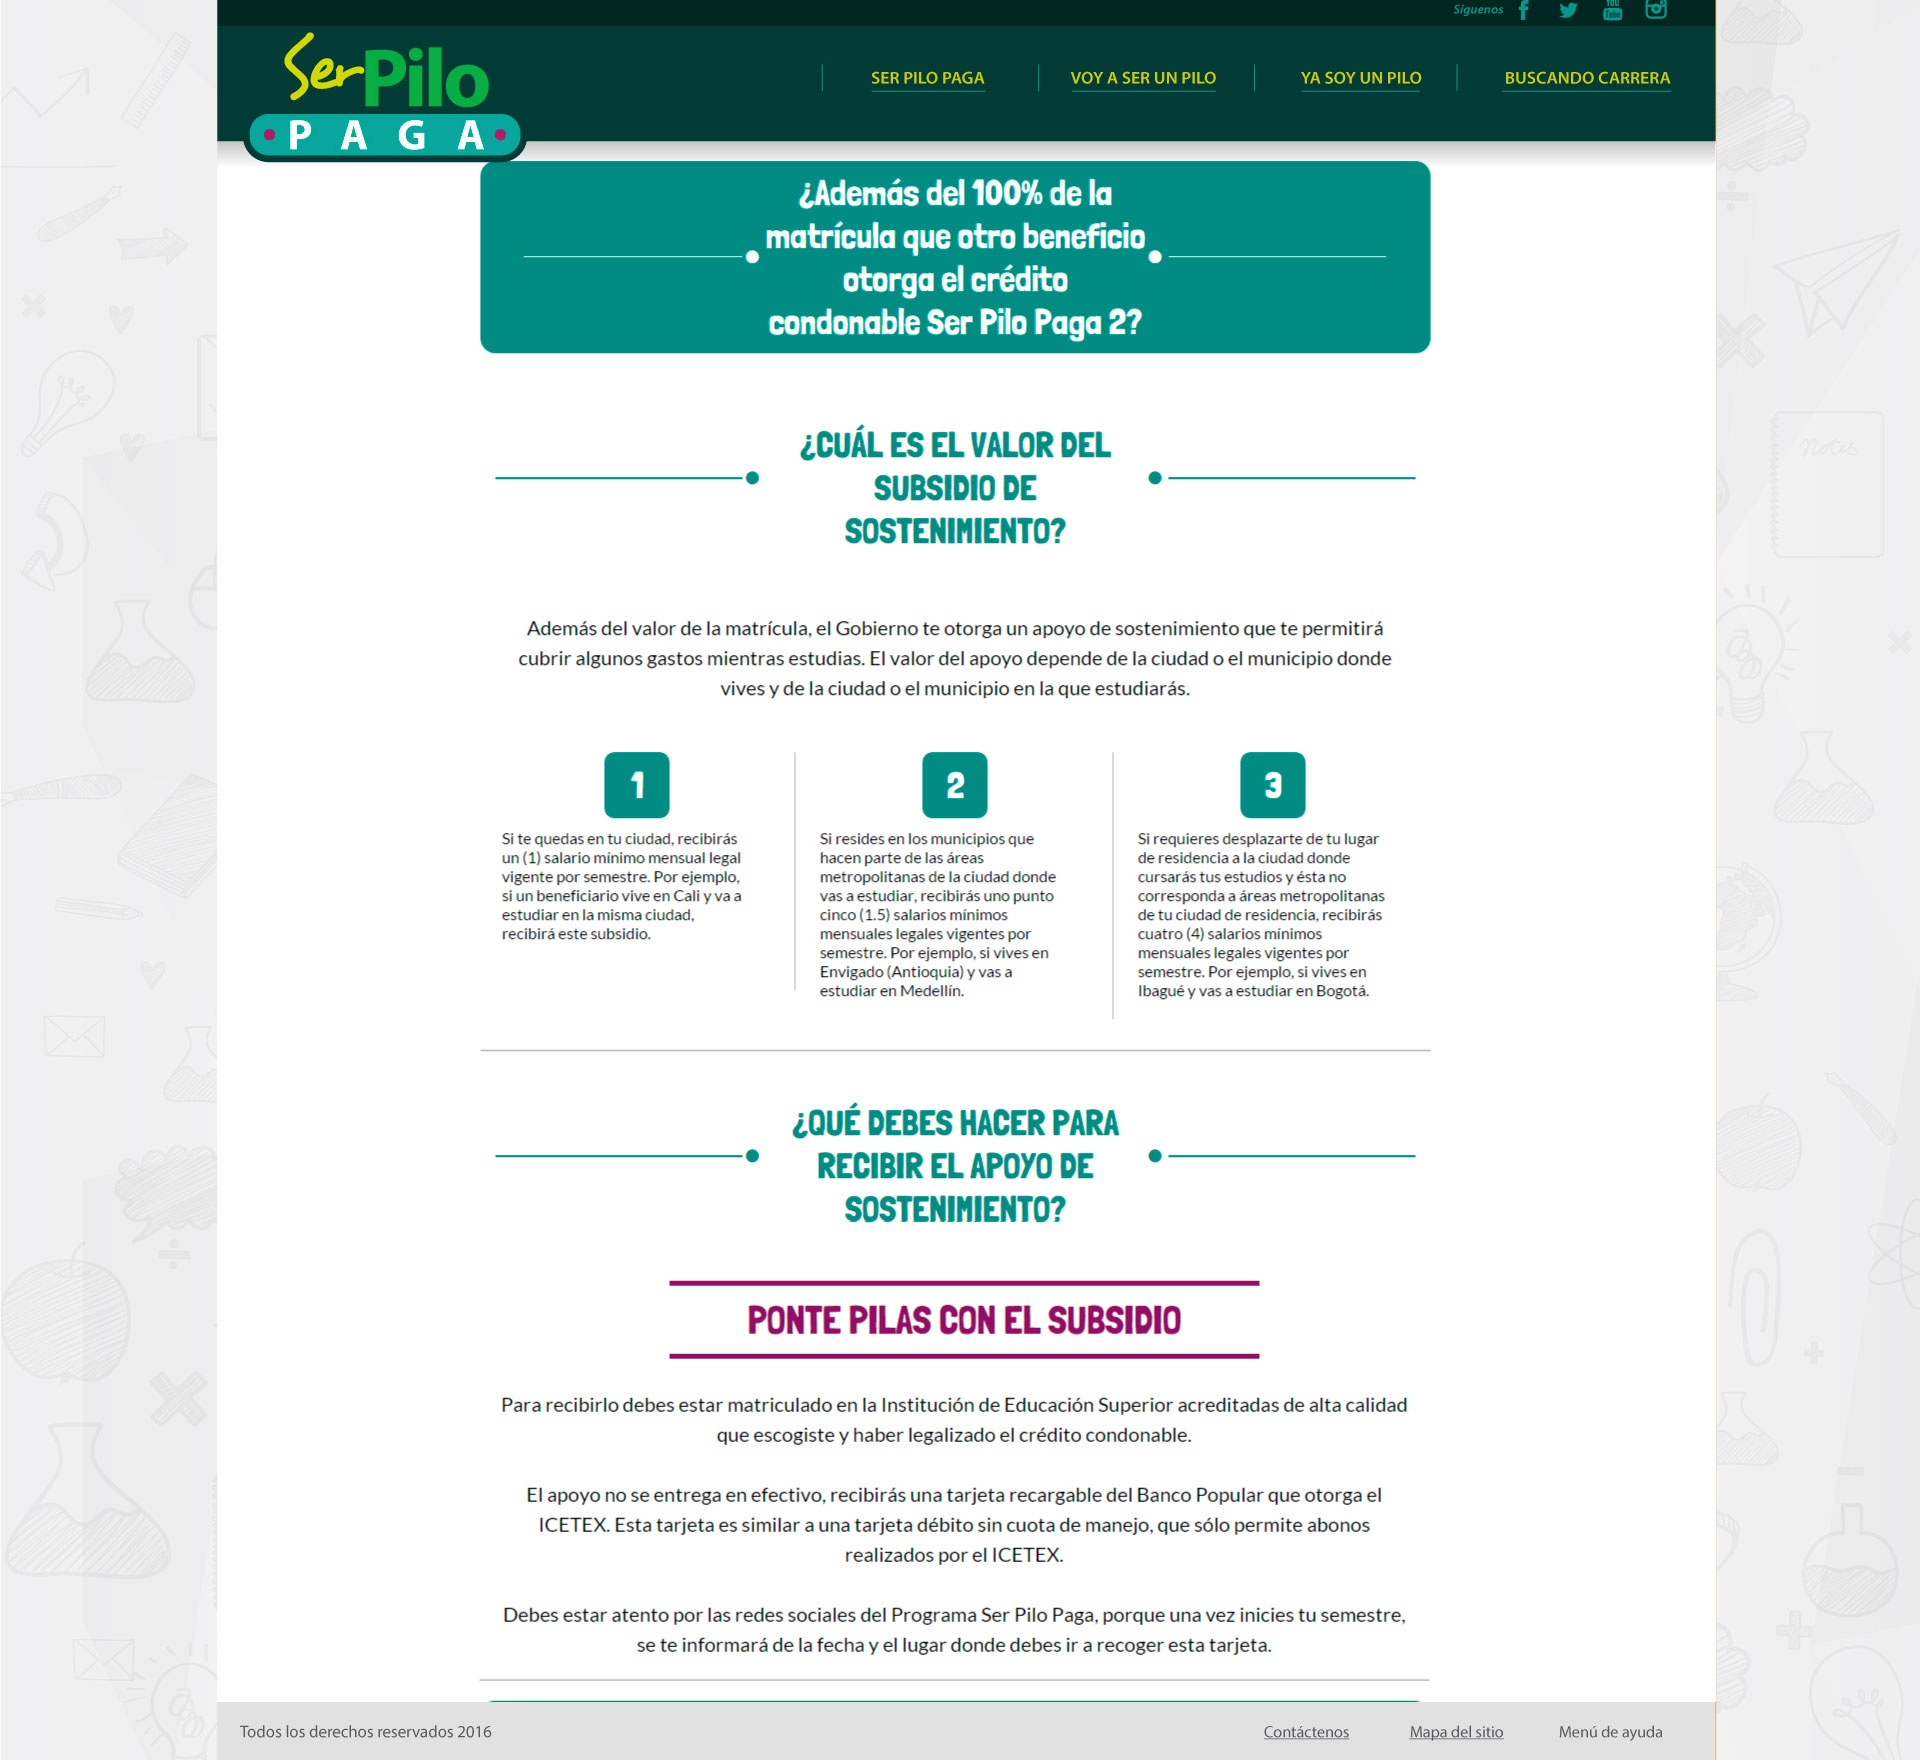 Síguenos
You
Tube
Ser Pilo
PAGA
SER PILO PAGA
VOY A SER UN PILO
YA SOY UN PILO
BUSCANDO CARRERA
¿Además del 100% de la
matrícula que otro beneficio
otorga el crédito
condonable Ser Pilo Paga 2?
¿CUÁL ES EL VALOR DEL
SUBSIDIO DE
SOSTENIMIENTO?
Además del valor de la matrícula, el Gobierno te otorga un apoyo de sostenimiento que te permitirá
cubrir algunos gastos mientras estudias. El valor del apoyo depende de la ciudad o el municipio donde
vives y de la ciudad o el municipio en la que estudiarás.
1
Si te quedas en tu ciudad, recibirás
un (1) salario mínimo mensual legal
vigente por semestre. Por ejemplo,
si un beneficiario vive en Cali y va a
estudiar en la misma ciudad,
recibirá este subsidio.
2
Si resides en los municipios que
hacen parte de las áreas
metropolitanas de la ciudad donde
vas a estudiar, recibirás uno punto
cinco (1.5) salarios mínimos
mensuales legales vigentes por
semestre. Por ejemplo, si vives en
Envigado (Antioquia) y vas a
estudiar en Medellín.
3
Si requieres desplazarte de tu lugar
de residencia a la ciudad donde
cursarás tus estudios y ésta no
corresponda a áreas metropolitanas
de tu ciudad de residencia, recibirás
cuatro (4) salarios mínimos
mensuales legales vigentes por
semestre. Por ejemplo, si vives en
Ibagué y vas a estudiar en Bogotá.
Notes
¿QUÉ DEBES HACER PARA
RECIBIR EL APOYO DE
SOSTENIMIENTO?
PONTE PILAS CON EL SUBSIDIO
Para recibirlo debes estar matriculado en la Institución de Educación Superior acreditadas de alta calidad
que escogiste y haber legalizado el crédito condonable.
El apoyo no se entrega en efectivo, recibirás una tarjeta recargable del Banco Popular que otorga el
ICETEX. Esta tarjeta es similar a una tarjeta débito sin cuota de manejo, que sólo permite abonos
realizados por el ICETEX.
Debes estar atento por las redes sociales del Programa Ser Pilo Paga, porque una vez inicies tu semestre,
se te informará de la fecha y el lugar donde debes ir a recoger esta tarjeta.
Todos los derechos reservados 2016
Contáctenos
Mapa del sitio
Menú de ayuda